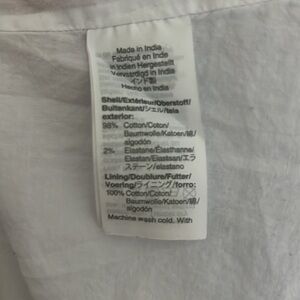 Made in India
Fabriqué en Inde
In Indien Hergestellt
Vervaardigd in India
インド製
Hecho en India
Shell/Extérieur/Oberstoff/
Buitenkant/シェル/tela
exterior:
98% Cotton/Coton/
Baumwolle/Katoen/綿/
algodón
2% Elastane/Élasthanne/
Elastan/Elastaan/エラ
ステーン/elastano
Lining/Doublure/Futter/
Voering/ライニング/forro:
100% Cotton/Coton/
Baumwolle/Katoen/綿/
algodón
Machine wash cold. With